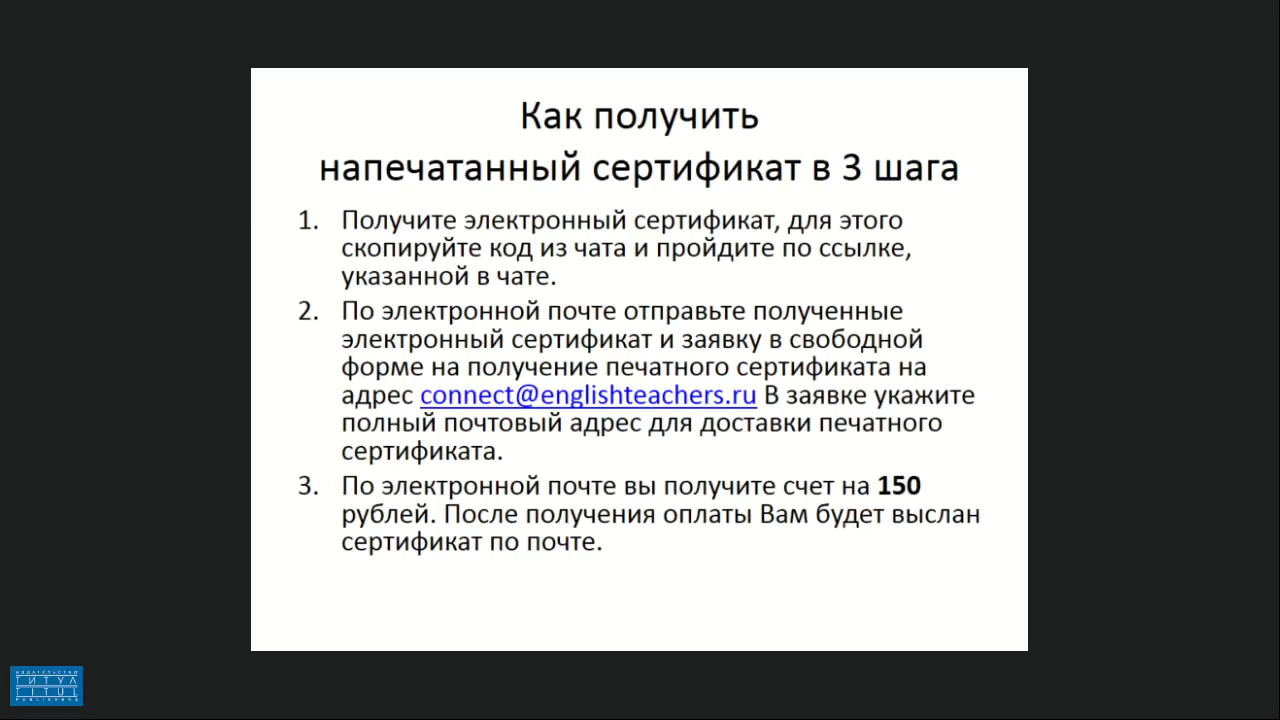 Как получить
напечатанный сертификат в 3 шага
1. Получите электронный сертификат, для этого
скопируйте код из чата и пройдите по ссылке,
указанной в чате.
2. По электронной почте отправьте полученные
электронный сертификат и заявку в свободной
форме на получение печатного сертификата на
адрес connect@englishteachers.ru В заявке укажите
полный почтовый адрес для доставки печатного
сертификата.
3. По электронной почте вы получите счет на 150
рублей. После получения оплаты Вам будет выслан
сертификат по почте.
ИЗДАТЕЛЬСТВО
ТИТУЛ
TITUL
PUBLISHERS